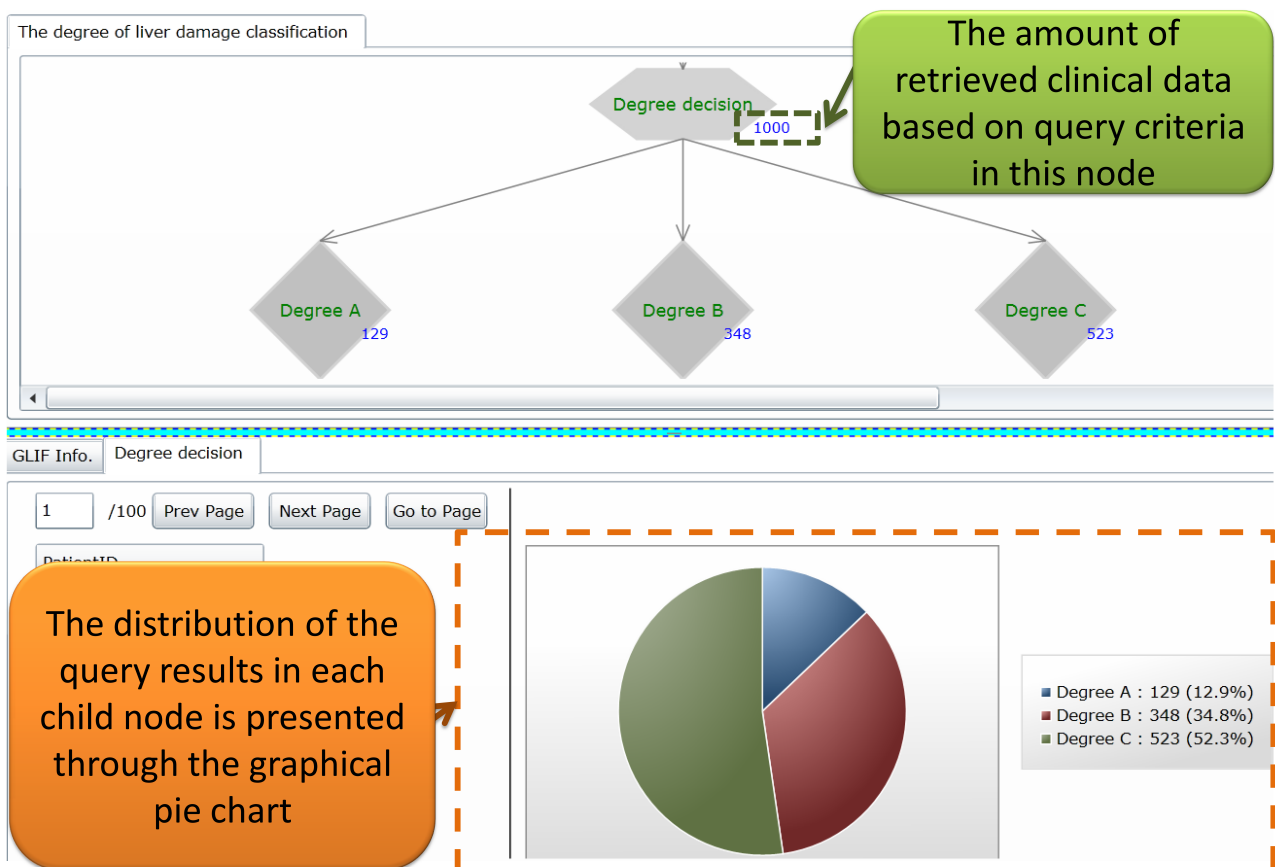 The degree of liver damage classification
The amount of
retrieved clinical data
based on query criteria
in this node
Degree decision
1000
Degree A
129
Degree B
348
Degree C
523
GLIF Info.
Degree decision
1 /100 Prev Page Next Page Go to Page
PatientID
The distribution of the
query results in each
child node is presented
through the graphical
pie chart
Degree A : 129 (12.9%)
Degree B : 348 (34.8%)
Degree C : 523 (52.3%)